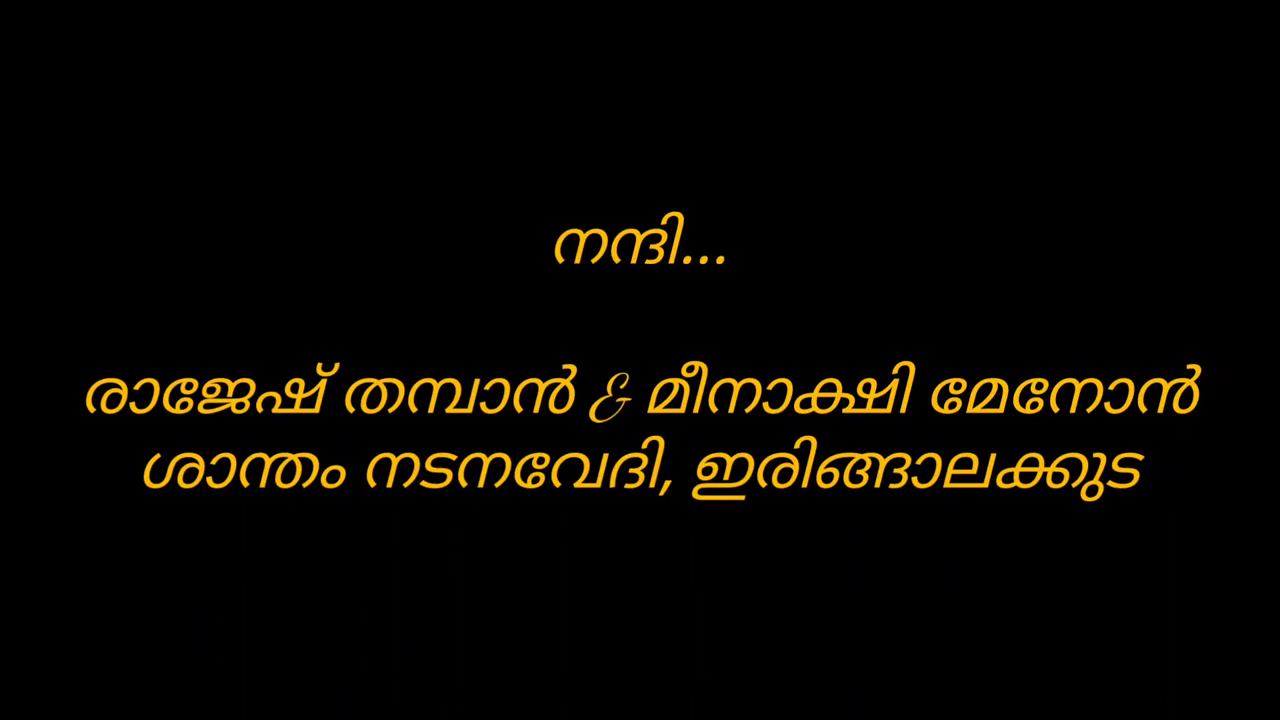 നന്ദി...
രാജേഷ് തമ്പാൻ & മീനാക്ഷി മേനോൻ
ശാന്തം നടനവേദി, ഇരിങ്ങാലക്കുട